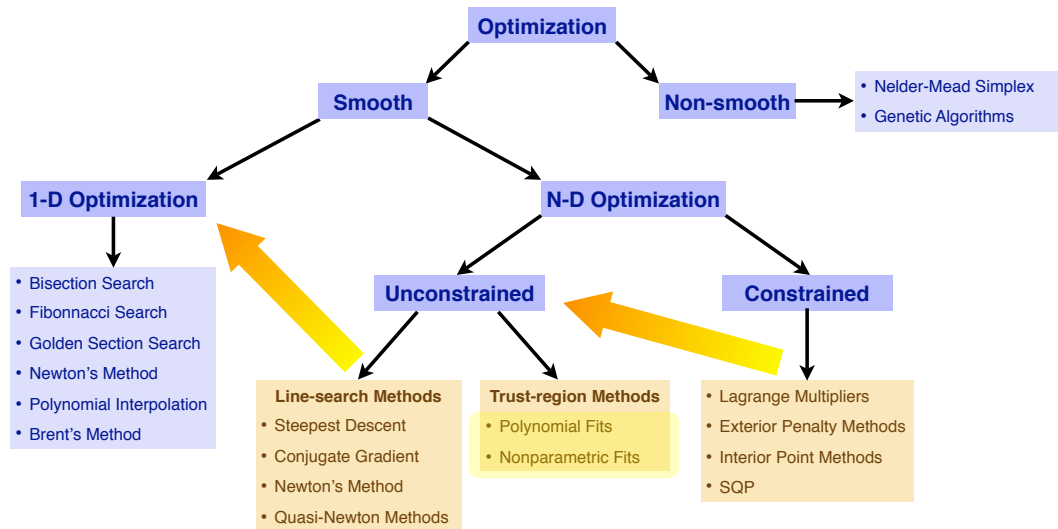 Optimization
Smooth
Non-smooth
• Nelder-Mead Simplex
• Genetic Algorithms
1-D Optimization
N-D Optimization
• Bisection Search
• Fibonnacci Search
• Golden Section Search
• Newton's Method
• Polynomial Interpolation
• Brent's Method
Unconstrained
Constrained
Line-search Methods
• Steepest Descent
• Conjugate Gradient
• Newton's Method
• Quasi-Newton Methods
Trust-region Methods
• Polynomial Fits
• Nonparametric Fits
• Lagrange Multipliers
• Exterior Penalty Methods
• Interior Point Methods
• SQP